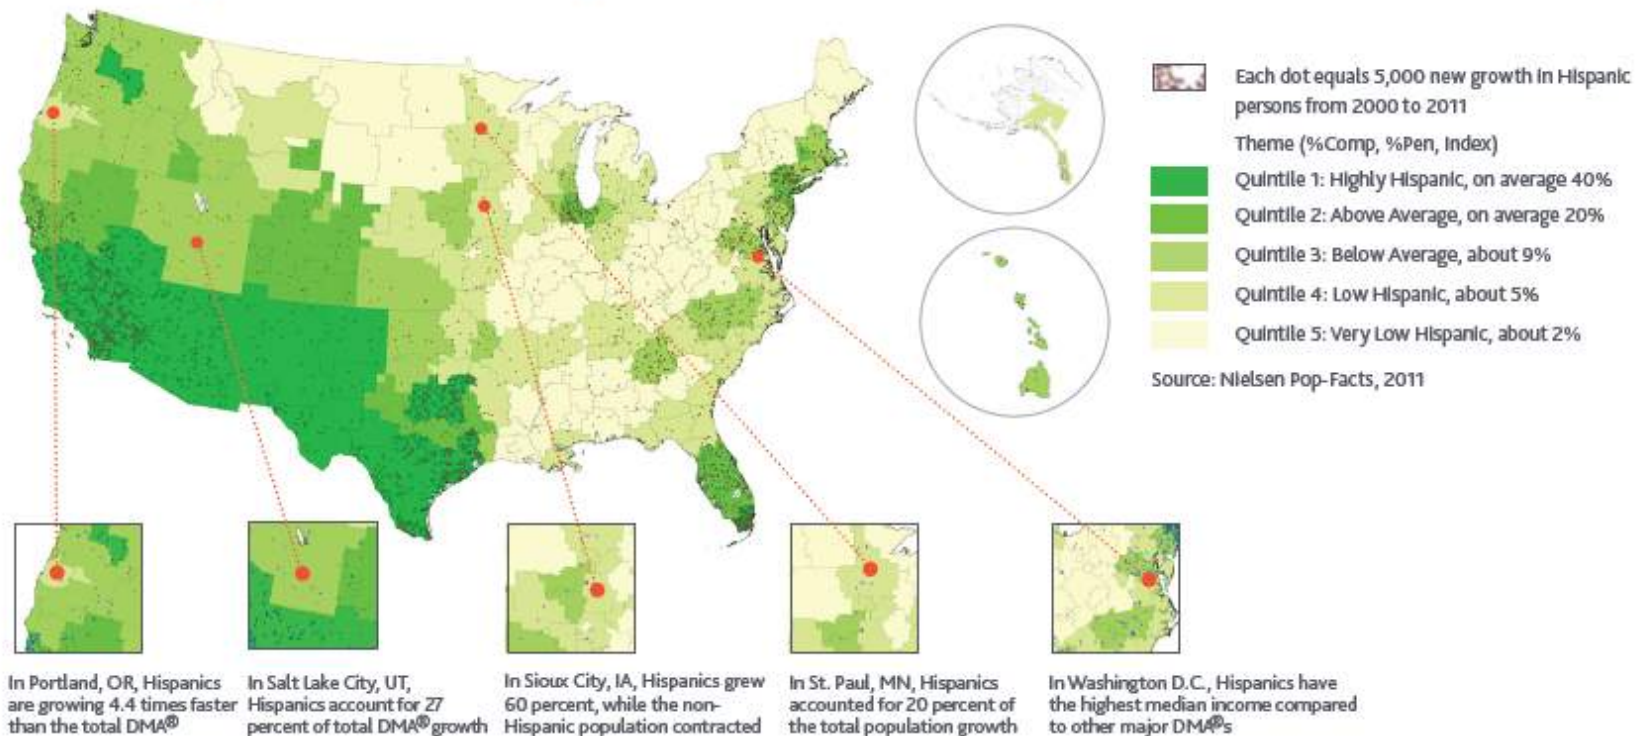 Each dot equals 5,000 new growth in Hispanic
persons from 2000 to 2011
Theme (%Comp, %Pen, Index)
Quintile 1: Highly Hispanic, on average 40%
Quintile 2: Above Average, on average 20%
Quintile 3: Below Average, about 9%
Quintile 4: Low Hispanic, about 5%
Quintile 5: Very Low Hispanic, about 2%
Source: Nielsen Pop-Facts, 2011
In Portland, OR, Hispanics
are growing 4.4 times faster
than the total DMA®
In Salt Lake City, UT,
Hispanics account for 27
percent of total DMA® growth
In Sioux City, IA, Hispanics grew
60 percent, while the non-
Hispanic population contracted
In St. Paul, MN, Hispanics
accounted for 20 percent of
the total population growth
In Washington D.C., Hispanics have
the highest median income compared
to other major DMA®s